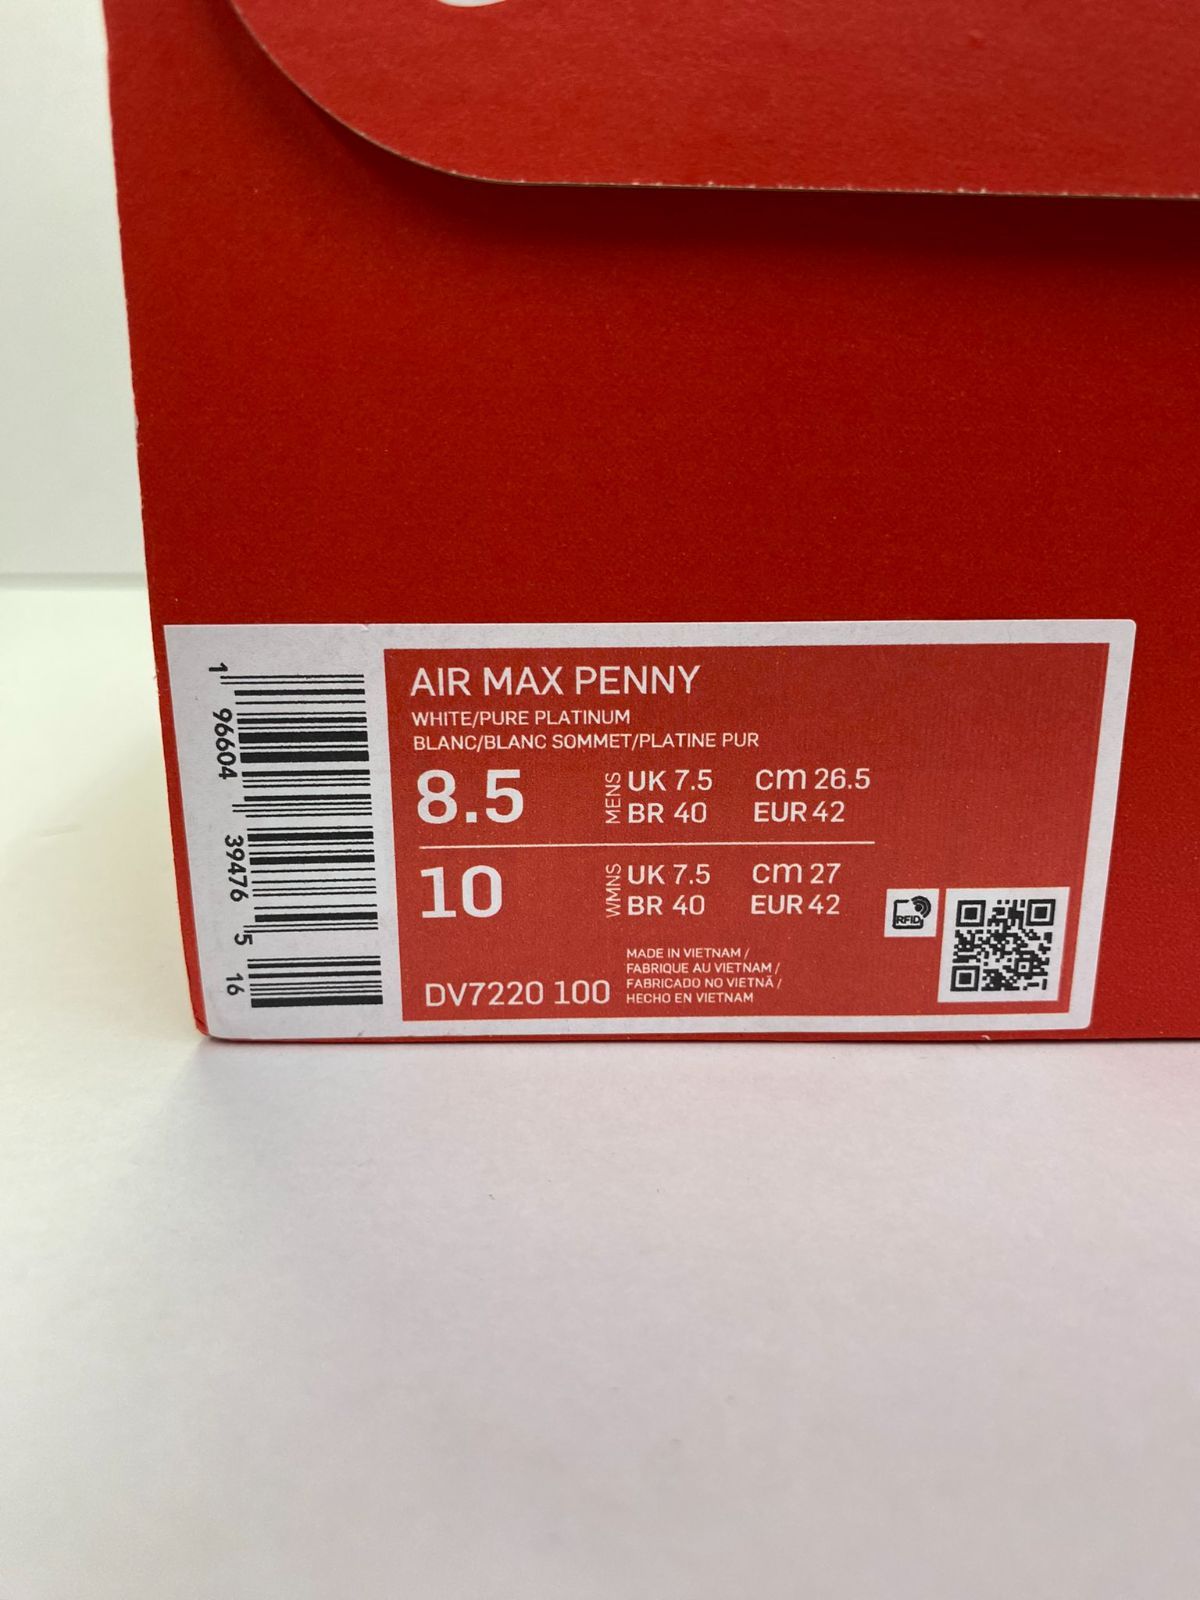 AIR MAX PENNY
WHITE/PURE PLATINUM
BLANC/BLANC SOMMET/PLATINE PUR
8.5 MENS UK 7.5 cm 26.5
BR 40 EUR 42
10 WMNS UK 7.5 cm 27
BR 40 EUR 42
DV7220 100
MADE IN VIETNAM /
FABRIQUE AU VIETNAM /
FABRICADO NO VIETNÃ /
HECHO EN VIETNAM
RFID
1 96604 39476 5 16